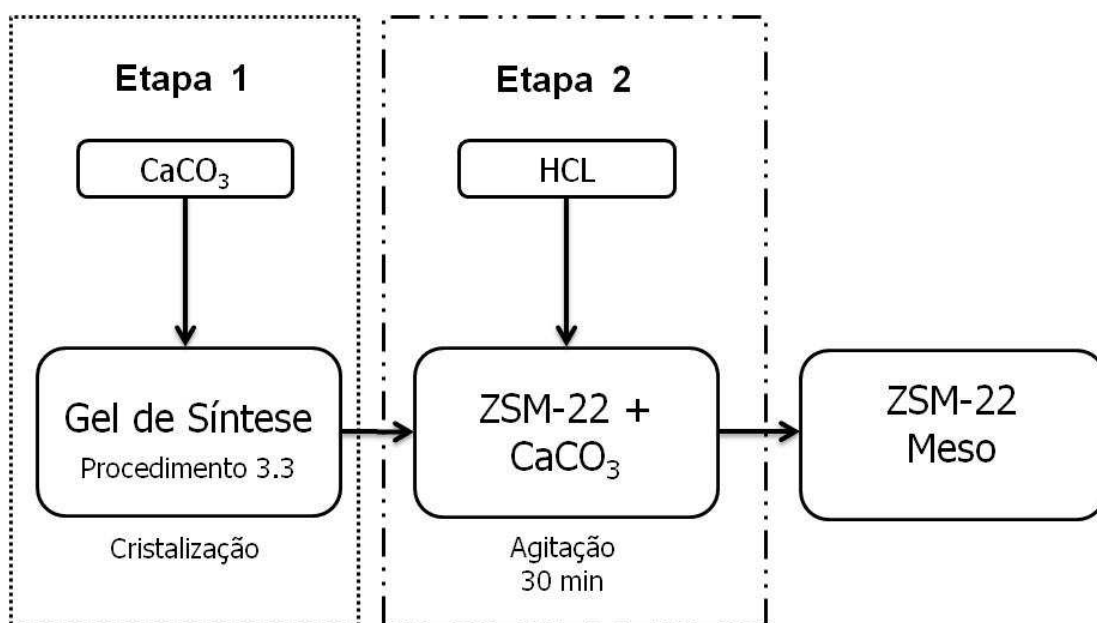 Etapa 1
CaCO₃
Gel de Síntese
Procedimento 3.3
Cristalização
Etapa 2
HCL
ZSM-22 +
CaCO₃
Agitação
30 min
ZSM-22
Meso